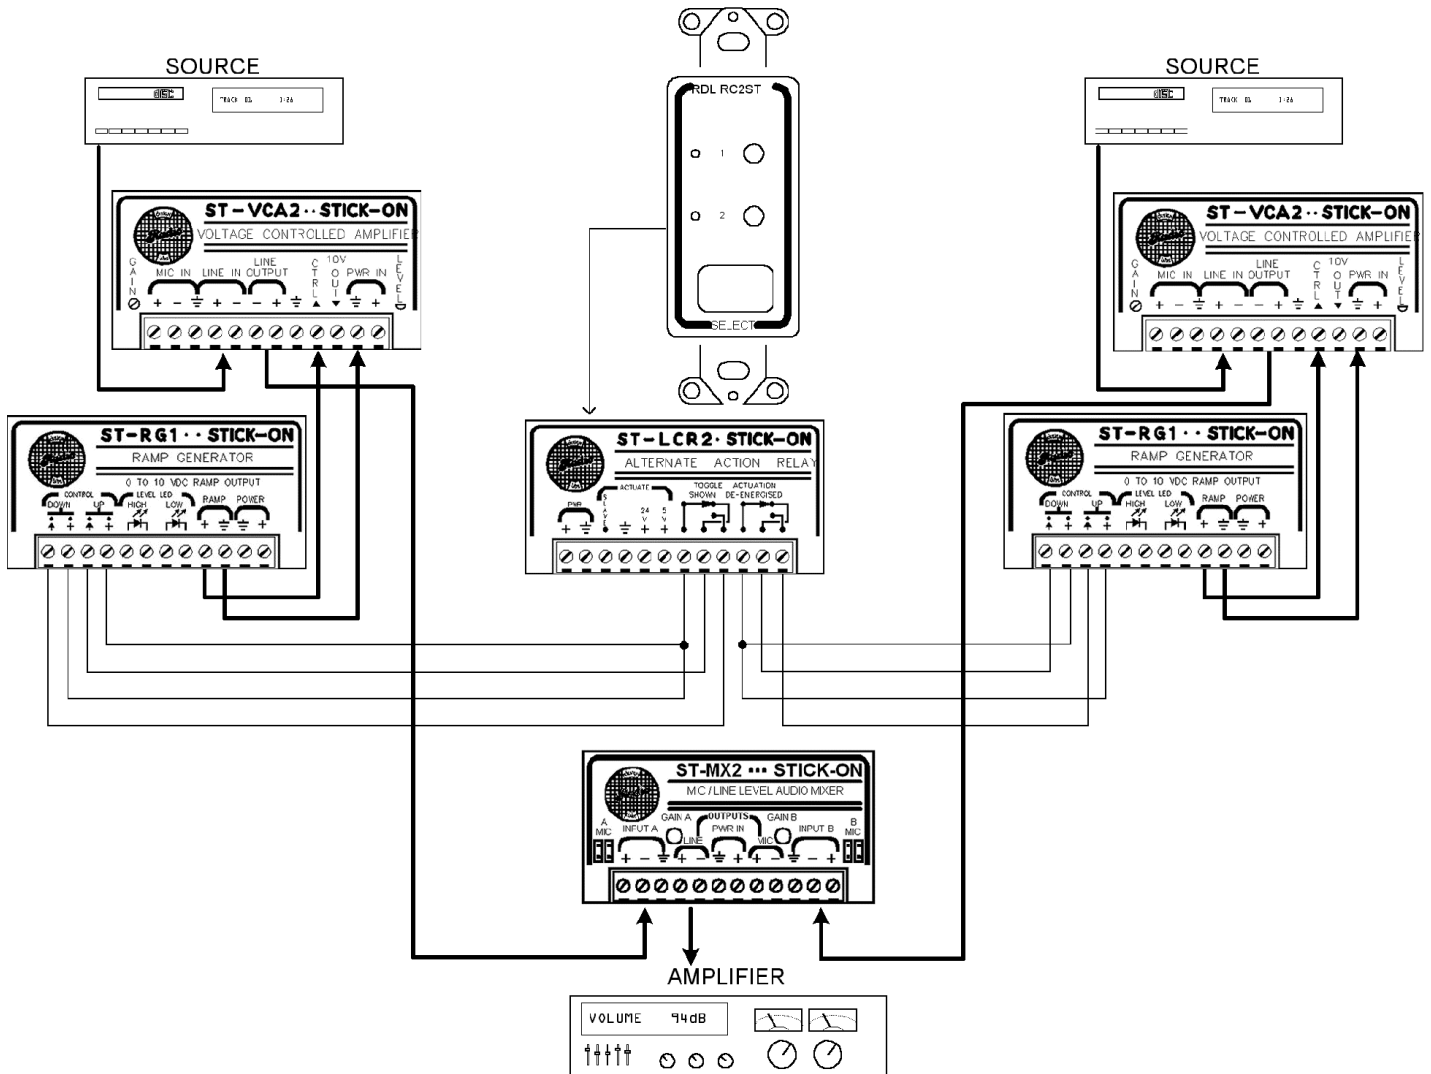 SOURCE
disc
TRACK 01 1:26
ST-VCA2··STICK-ON
VOLTAGE CONTROLLED AMPLIFIER
GAIN
MIC IN
LINE IN
LINE OUTPUT
CTRL
10V OUT
PWR IN
LEVEL
+ - + - - + +
ST-RG1··STICK-ON
RAMP GENERATOR
0 TO 10 VDC RAMP OUTPUT
CONTROL
LEVEL LED
DOWN
UP
HIGH
LOW
RAMP
POWER
+ + + +
RDL RC2ST
1
2
SELECT
ST-LCR2·STICK-ON
ALTERNATE ACTION RELAY
ACTUATE
TOGGLE SHOWN
ACTUATION DE-ENERGISED
PWR
SLAVE
24V
5V
+ + +
SOURCE
disc
TRACK 01 1:26
ST-VCA2··STICK-ON
VOLTAGE CONTROLLED AMPLIFIER
GAIN
MIC IN
LINE IN
LINE OUTPUT
CTRL
10V OUT
PWR IN
LEVEL
+ - + - - + +
ST-RG1··STICK-ON
RAMP GENERATOR
0 TO 10 VDC RAMP OUTPUT
CONTROL
LEVEL LED
DOWN
UP
HIGH
LOW
RAMP
POWER
+ + + +
ST-MX2 ··· STICK-ON
MIC/LINE LEVEL AUDIO MIXER
A MIC
INPUT A
GAIN A
OUTPUTS
LINE
PWR IN
MIC
GAIN B
INPUT B
B MIC
+ - + - + + - - +
AMPLIFIER
VOLUME 94dB